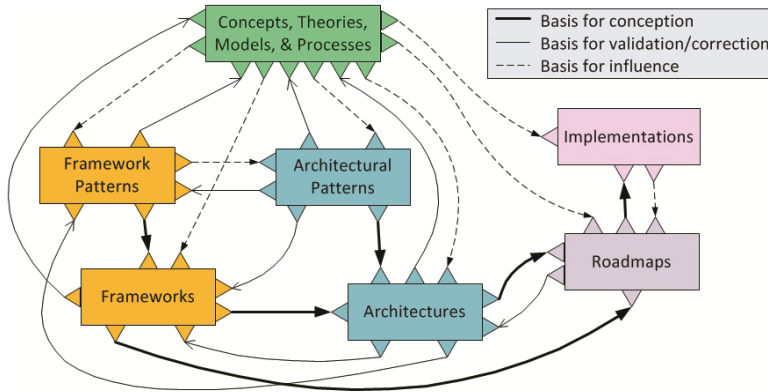 Concepts, Theories,
Models, & Processes
Basis for conception
Basis for validation/correction
Basis for influence
Implementations
Framework
Patterns
Architectural
Patterns
Roadmaps
Frameworks
Architectures